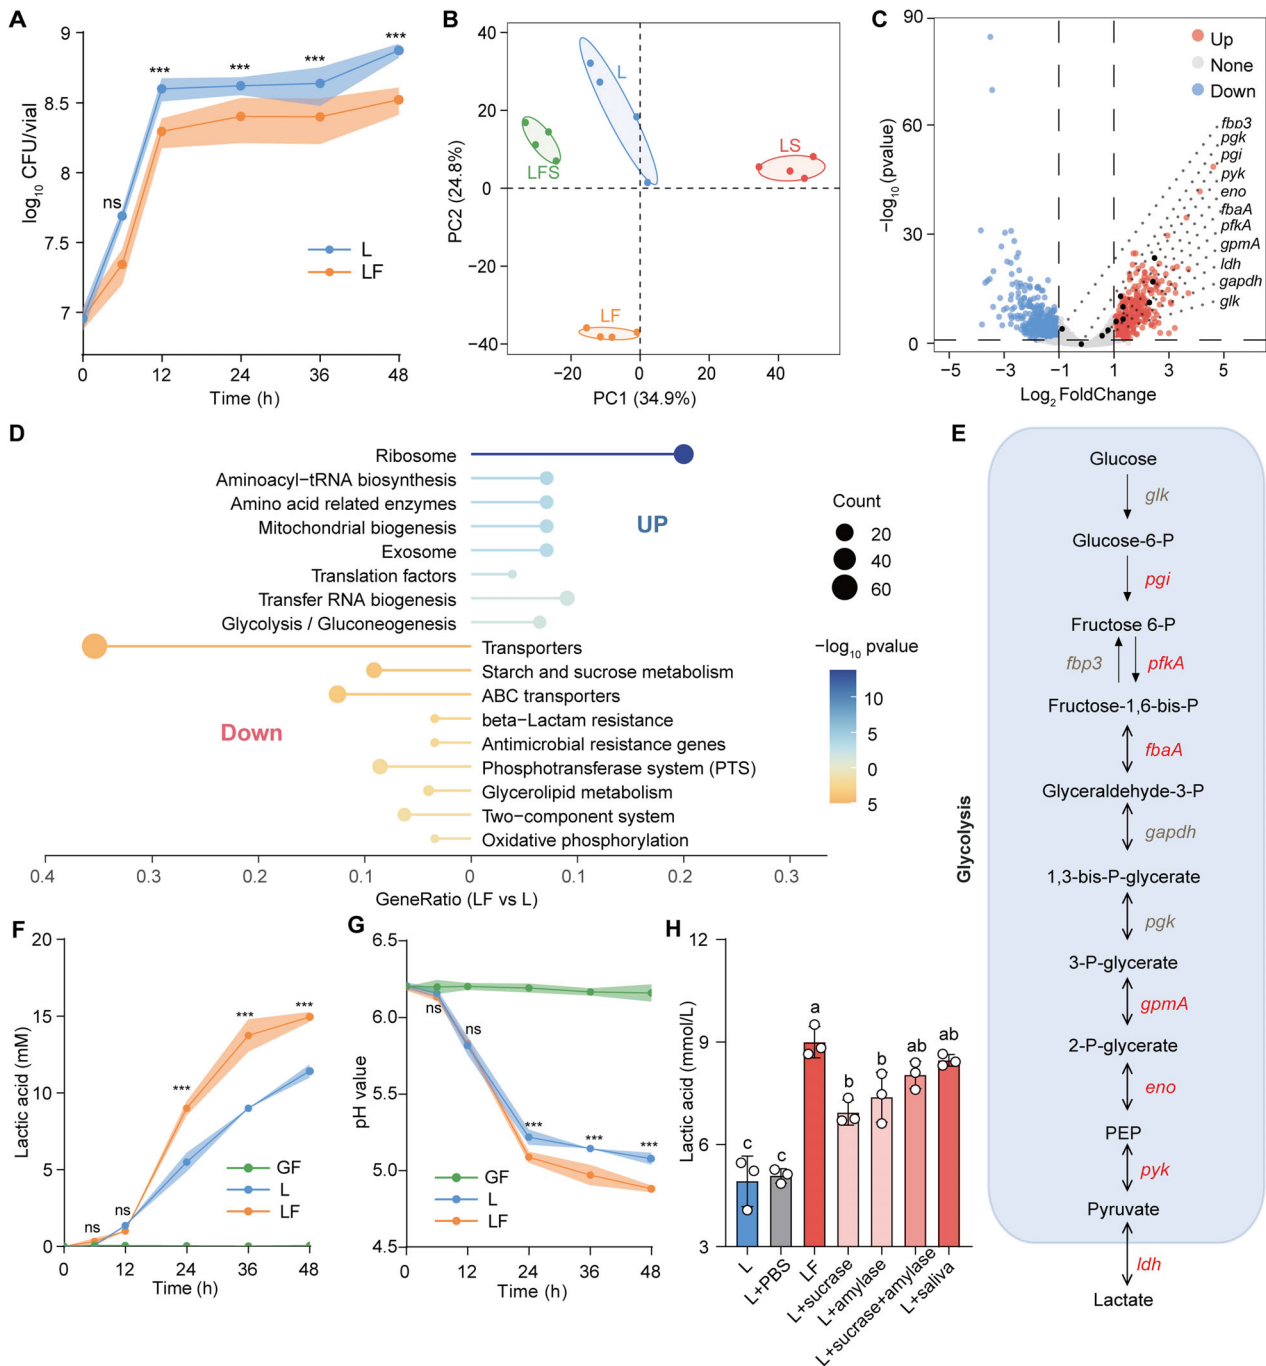 A
9
8.5
8
7.5
7
log10 CFU/vial
ns
***
***
***
***
L
LF
0
12
24
36
48
Time (h)
B
40
20
0
−20
−40
PC2 (24.8%)
L
LFS
LS
LF
−20
0
20
40
PC1 (34.9%)
C
90
60
30
0
−log10 (pvalue)
Up
None
Down
fbp3
pgk
pgi
pyk
eno
fbaA
pfkA
gpmA
ldh
gapdh
glk
−5
−3
−1
1
3
5
Log2 FoldChange
D
Ribosome
Aminoacyl−tRNA biosynthesis
Amino acid related enzymes
Mitochondrial biogenesis
Exosome
Translation factors
Transfer RNA biogenesis
Glycolysis / Gluconeogenesis
UP
Transporters
Starch and sucrose metabolism
ABC transporters
beta−Lactam resistance
Antimicrobial resistance genes
Phosphotransferase system (PTS)
Glycerolipid metabolism
Two−component system
Oxidative phosphorylation
Down
Count
20
40
60
−log10 pvalue
10
5
0
5
0.4
0.3
0.2
0.1
0
0.1
0.2
0.3
GeneRatio (LF vs L)
E
Glycolysis
Glucose
glk
Glucose-6-P
pgi
Fructose 6-P
fbp3
pfkA
Fructose-1,6-bis-P
fbaA
Glyceraldehyde-3-P
gapdh
1,3-bis-P-glycerate
pgk
3-P-glycerate
gpmA
2-P-glycerate
eno
PEP
pyk
Pyruvate
ldh
Lactate
F
20
15
10
5
0
Lactic acid (mM)
ns
ns
***
***
***
GF
L
LF
0
12
24
36
48
Time (h)
G
6.5
6.0
5.5
5.0
4.5
pH value
ns
ns
***
***
***
GF
L
LF
0
12
24
36
48
Time (h)
H
12
9
6
3
Lactic acid (mmol/L)
c
c
a
b
b
ab
ab
L
L+PBS
LF
L+sucrase
L+amylase
L+sucrase+amylase
L+saliva